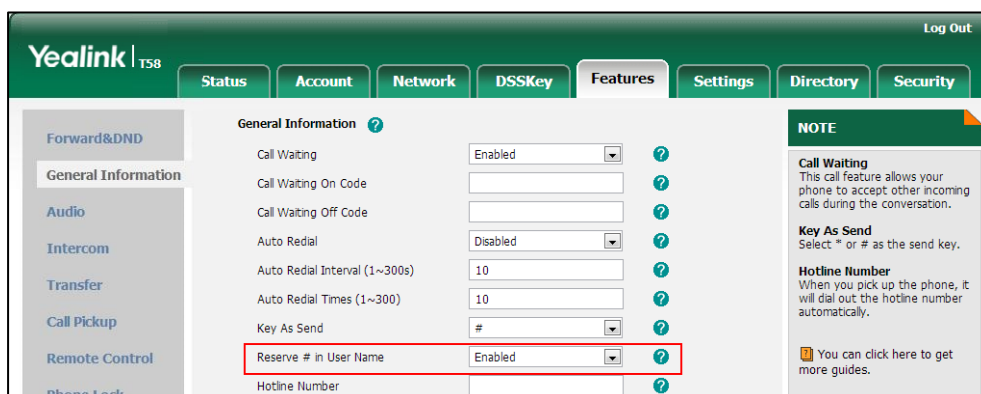 Log Out
Yealink | T58
Status Account Network DSSKey Features Settings Directory Security
Forward&DND
General Information
Audio
Intercom
Transfer
Call Pickup
Remote Control
Phone Lock
General Information ?
Call Waiting Enabled ?
Call Waiting On Code ?
Call Waiting Off Code ?
Auto Redial Disabled ?
Auto Redial Interval (1~300s) 10 ?
Auto Redial Times (1~300) 10 ?
Key As Send # ?
Reserve # in User Name Enabled ?
Hotline Number ?
NOTE
Call Waiting
This call feature allows your
phone to accept other incoming
calls during the conversation.
Key As Send
Select * or # as the send key.
Hotline Number
When you pick up the phone, it
will dial out the hotline number
automatically.
? You can click here to get
more guides.